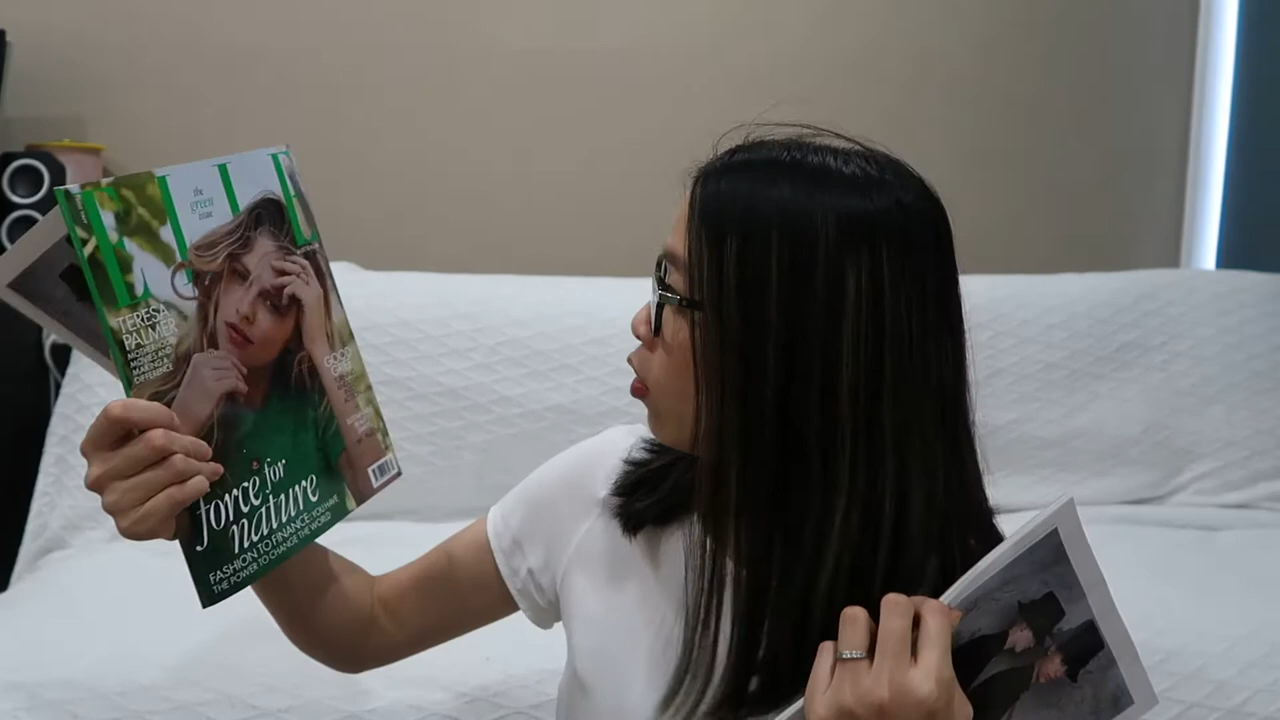 ELLE
the
green
issue
TERESA
PALMER
MOTHERHOOD,
MOVIES AND
MAKING A
DIFFERENCE
GOOD
GRIEF
force for
nature
FASHION TO FINANCE: YOU HAVE
THE POWER TO CHANGE THE WORLD